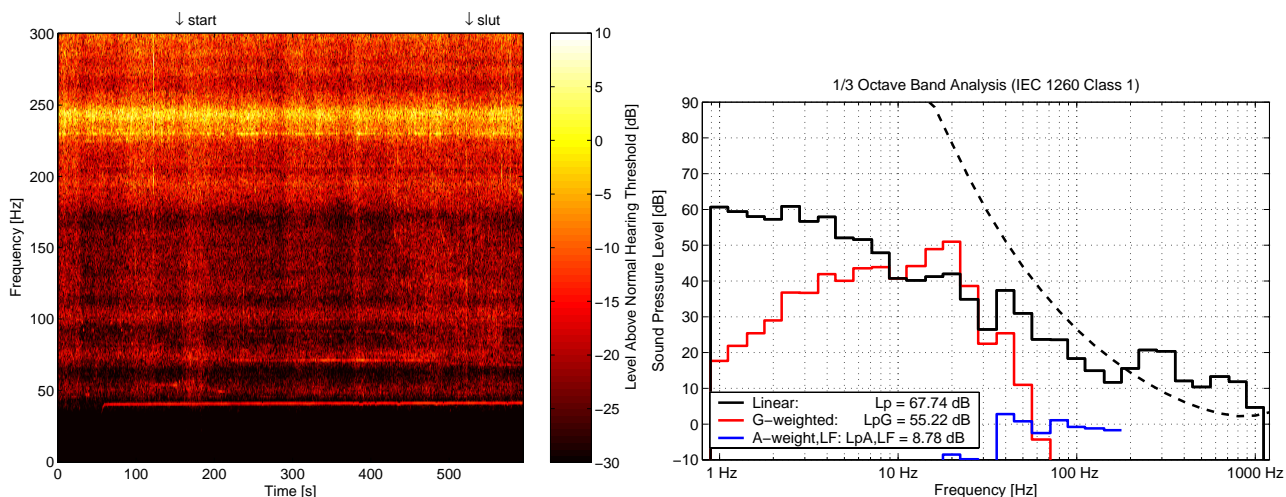 ↓ start ↓ slut
300
250
200
150
100
50
0
Frequency [Hz]
0 100 200 300 400 500
Time [s]
10
5
0
−5
−10
−15
−20
−25
−30
Level Above Normal Hearing Threshold [dB]
1/3 Octave Band Analysis (IEC 1260 Class 1)
90
80
70
60
50
40
30
20
10
0
−10
Sound Pressure Level [dB]
Linear: Lp = 67.74 dB
G−weighted: LpG = 55.22 dB
A−weight,LF: LpA,LF = 8.78 dB
1 Hz 10 Hz 100 Hz 1000 Hz
Frequency [Hz]